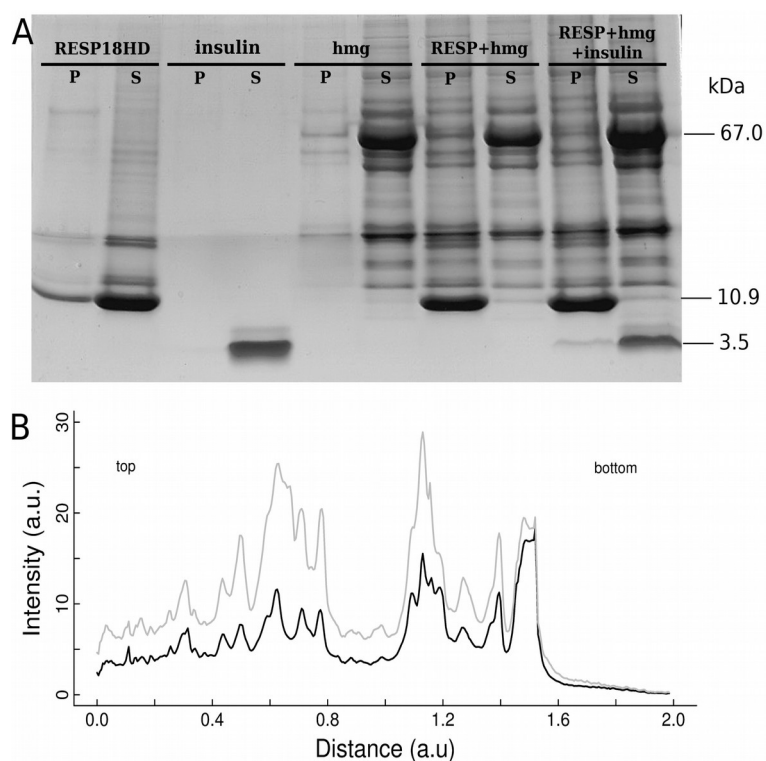 A
RESP18HD insulin hmg RESP+hmg RESP+hmg
+insulin
P S P S P S P S P S
kDa
67.0
10.9
3.5
B
30
20
10
0
Intensity (a.u.)
top
bottom
0.0 0.4 0.8 1.2 1.6 2.0
Distance (a.u)